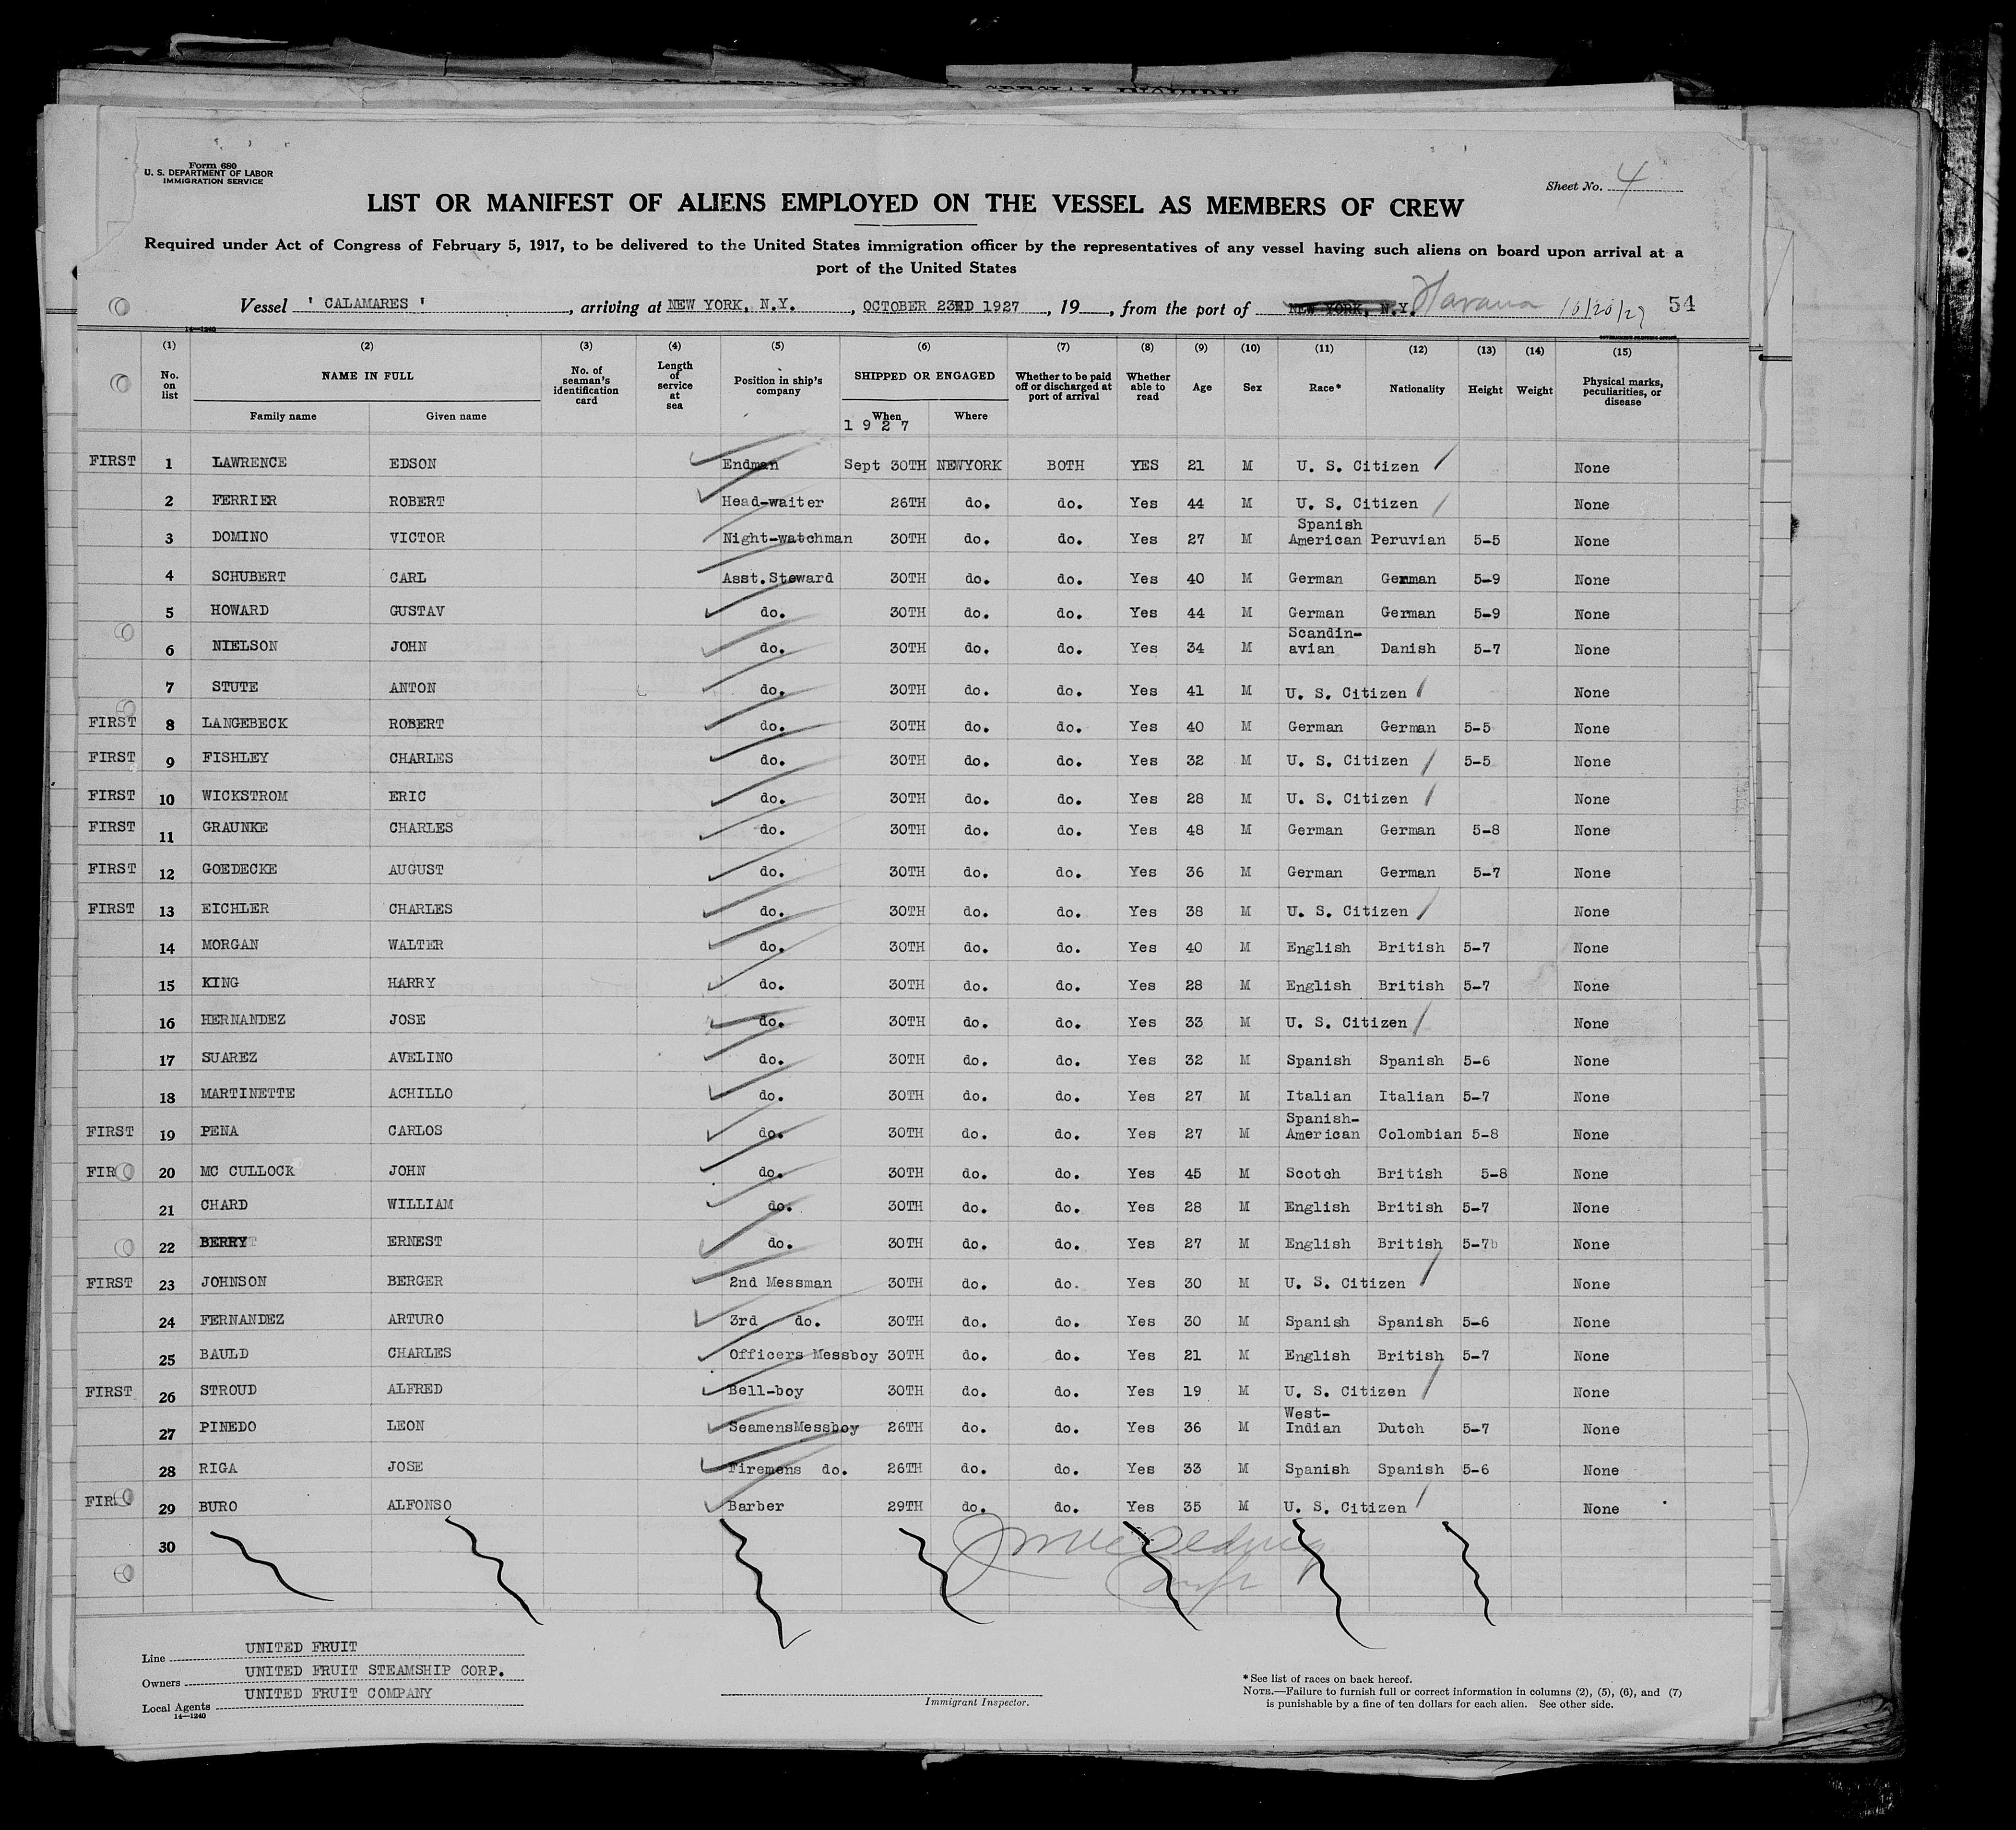 Form 680
U. S. DEPARTMENT OF LABOR
IMMIGRATION SERVICE
Sheet No. 4
LIST OR MANIFEST OF ALIENS EMPLOYED ON THE VESSEL AS MEMBERS OF CREW
Required under Act of Congress of February 5, 1917, to be delivered to the United States immigration officer by the representatives of any vessel having such aliens on board upon arrival at a
port of the United States
Vessel ' CALAMARES ' , arriving at NEW YORK, N.Y. , OCTOBER 23RD 1927 , 19 , from the port of NEW YORK, N.Y. Havana 10/20/27 54
14—1240
(1) (2) (3) (4) (5) (6) (7) (8) (9) (10) (11) (12) (13) (14) (15)
No. on list NAME IN FULL Family name Given name No. of seaman's identification card Length of service at sea Position in ship's company SHIPPED OR ENGAGED When 1927 Where Whether to be paid off or discharged at port of arrival Whether able to read Age Sex Race* Nationality Height Weight Physical marks, peculiarities, or disease
FIRST 1 LAWRENCE EDSON Endman Sept 30TH NEWYORK BOTH YES 21 M U. S. Citizen None
2 FERRIER ROBERT Head-waiter 26TH do. do. Yes 44 M U. S. Citizen None
3 DOMINO VICTOR Night-watchman 30TH do. do. Yes 27 M Spanish American Peruvian 5-5 None
4 SCHUBERT CARL Asst.Steward 30TH do. do. Yes 40 M German German 5-9 None
5 HOWARD GUSTAV do. 30TH do. do. Yes 44 M German German 5-9 None
6 NIELSON JOHN do. 30TH do. do. Yes 34 M Scandin-avian Danish 5-7 None
7 STUTE ANTON do. 30TH do. do. Yes 41 M U. S. Citizen None
FIRST 8 LANGEBECK ROBERT do. 30TH do. do. Yes 40 M German German 5-5 None
FIRST 9 FISHLEY CHARLES do. 30TH do. do. Yes 32 M U. S. Citizen 5-5 None
FIRST 10 WICKSTROM ERIC do. 30TH do. do. Yes 28 M U. S. Citizen None
FIRST 11 GRAUNKE CHARLES do. 30TH do. do. Yes 48 M German German 5-8 None
FIRST 12 GOEDECKE AUGUST do. 30TH do. do. Yes 36 M German German 5-7 None
FIRST 13 EICHLER CHARLES do. 30TH do. do. Yes 38 M U. S. Citizen None
14 MORGAN WALTER do. 30TH do. do. Yes 40 M English British 5-7 None
15 KING HARRY do. 30TH do. do. Yes 28 M English British 5-7 None
16 HERNANDEZ JOSE do. 30TH do. do. Yes 33 M U. S. Citizen None
17 SUAREZ AVELINO do. 30TH do. do. Yes 32 M Spanish Spanish 5-6 None
18 MARTINETTE ACHILLO do. 30TH do. do. Yes 27 M Italian Italian 5-7 None
FIRST 19 PENA CARLOS do. 30TH do. do. Yes 27 M Spanish-American Colombian 5-8 None
FIR 20 MC CULLOCK JOHN do. 30TH do. do. Yes 45 M Scotch British 5-8 None
21 CHARD WILLIAM do. 30TH do. do. Yes 28 M English British 5-7 None
22 BERRY ERNEST do. 30TH do. do. Yes 27 M English British 5-7 None
FIRST 23 JOHNSON BERGER 2nd Messman 30TH do. do. Yes 30 M U. S. Citizen None
24 FERNANDEZ ARTURO 3rd do. 30TH do. do. Yes 30 M Spanish Spanish 5-6 None
25 BAULD CHARLES Officers Messboy 30TH do. do. Yes 21 M English British 5-7 None
FIRST 26 STROUD ALFRED Bell-boy 30TH do. do. Yes 19 M U. S. Citizen None
27 PINEDO LEON SeamensMessboy 26TH do. do. Yes 36 M West-Indian Dutch 5-7 None
28 RIGA JOSE Firemens do. 26TH do. do. Yes 33 M Spanish Spanish 5-6 None
FIR 29 BURO ALFONSO Barber 29TH do. do. Yes 35 M U. S. Citizen None
30
Line UNITED FRUIT
Owners UNITED FRUIT STEAMSHIP CORP.
Local Agents UNITED FRUIT COMPANY
14—1240
Immigrant Inspector.
*See list of races on back hereof.
NOTE.—Failure to furnish full or correct information in columns (2), (5), (6), and (7)
is punishable by a fine of ten dollars for each alien. See other side.